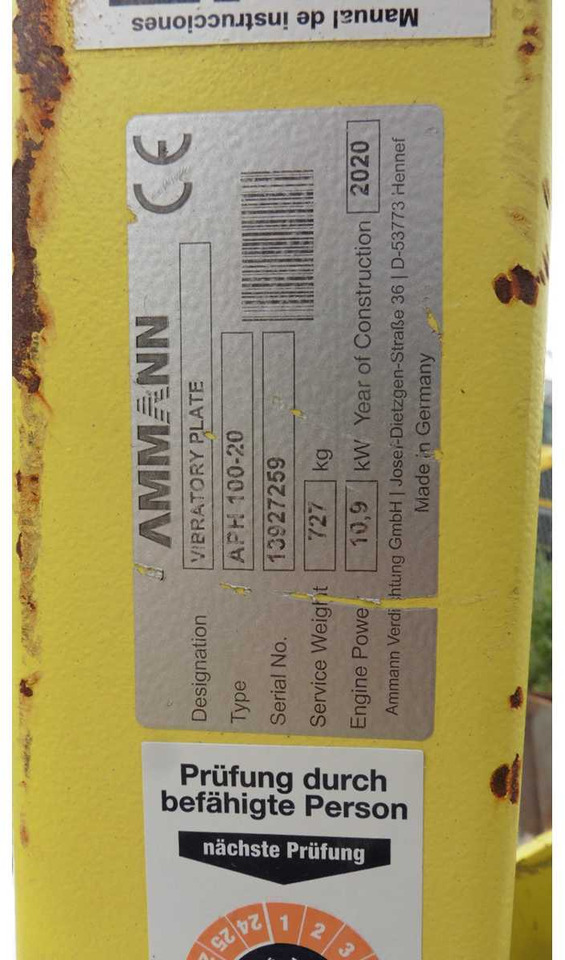 Manual de instrucciones
AMMANN CE
Designation VIBRATORY PLATE
Type APH 100-20
Serial No. 13927259
Service Weight 727 kg
Engine Powe 10,9 kW Year of Construction 2020
Ammann Verdichtung GmbH | Josef-Dietzgen-Straße 36 | D-53773 Hennef
Made in Germany
Prüfung durch
befähigte Person
nächste Prüfung
25 24 1 2 3